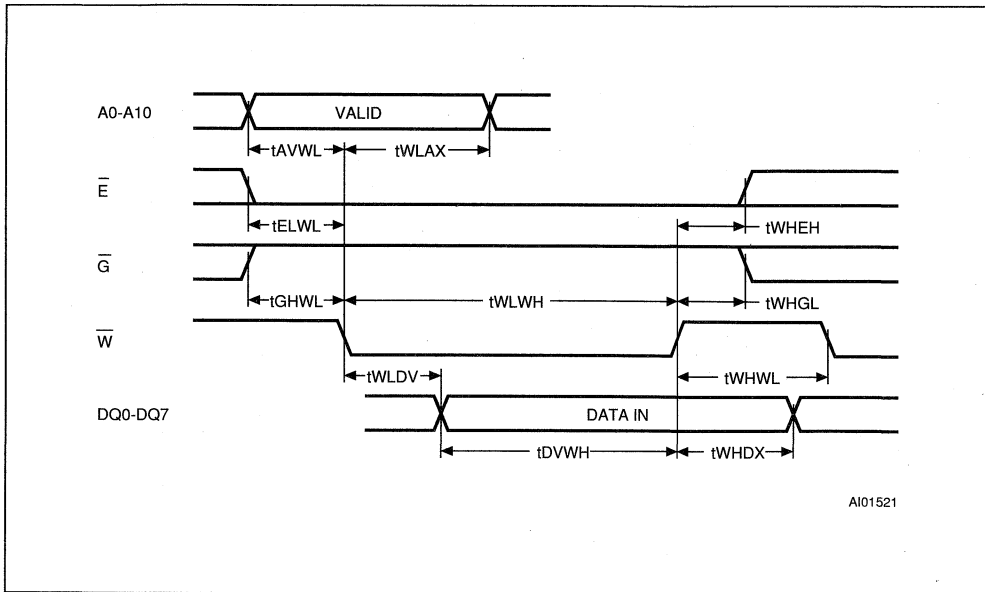 A0-A10 VALID
tAVWL tWLAX
E̅
tELWL tWHEH
G̅
tGHWL tWLWH tWHGL
W̅
tWLDV tWHWL
DQ0-DQ7 DATA IN
tDVWH tWHDX
AI01521